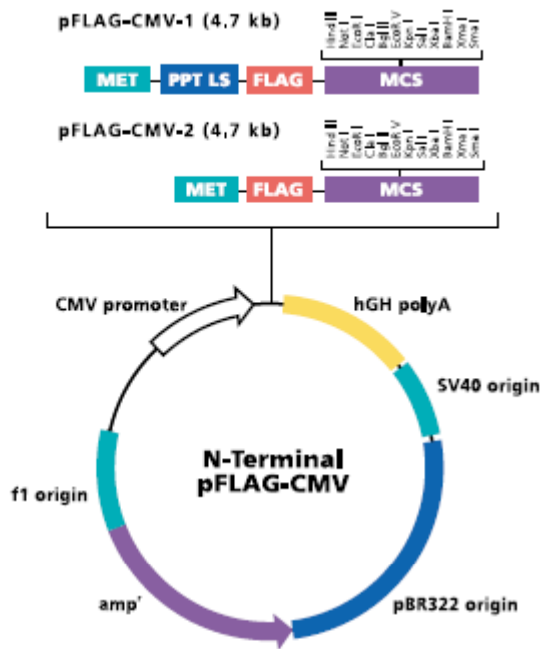 pFLAG-CMV-1 (4.7 kb)
Hind III
Not I
EcoR I
Cla I
Bgl II
EcoR V
Kpn I
Sal I
Xba I
BamH I
Xma I
Sma I
MET PPT LS FLAG MCS
pFLAG-CMV-2 (4.7 kb)
Hind III
Not I
EcoR I
Cla I
Bgl II
EcoR V
Kpn I
Sal I
Xba I
BamH I
Xma I
Sma I
MET FLAG MCS
CMV promoter
hGH polyA
SV40 origin
N-Terminal
pFLAG-CMV
f1 origin
ampʳ
pBR322 origin